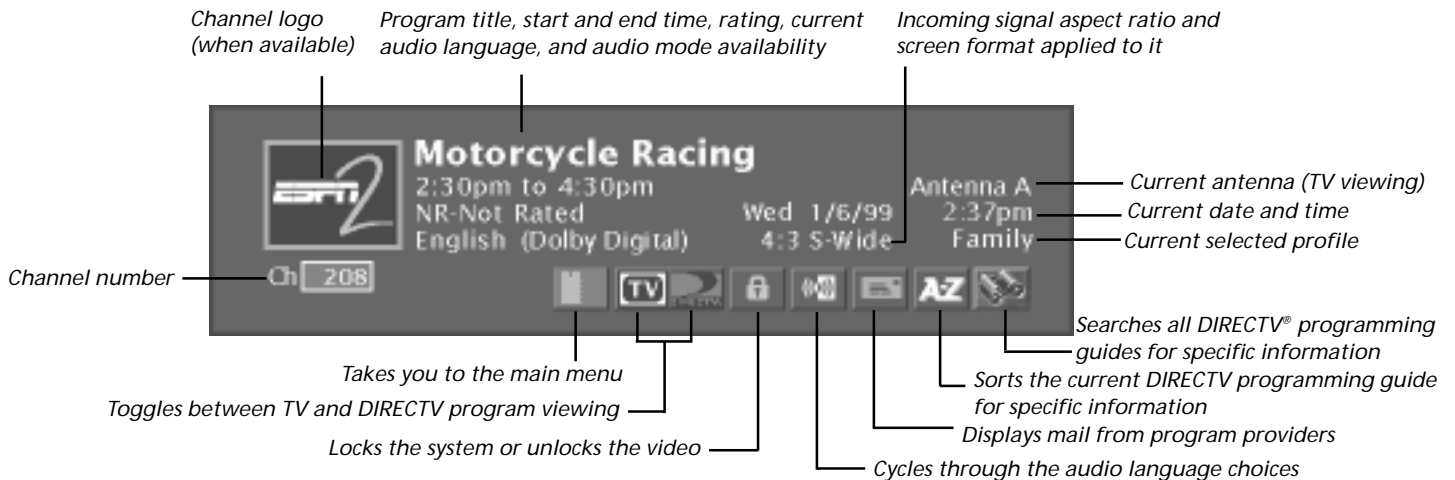 Channel logo
(when available)
Program title, start and end time, rating, current
audio language, and audio mode availability
Incoming signal aspect ratio and
screen format applied to it
ESPN 2
Motorcycle Racing
2:30pm to 4:30pm
NR-Not Rated
English (Dolby Digital)
Wed 1/6/99
4:3 S-Wide
Antenna A
2:37pm
Family
Current antenna (TV viewing)
Current date and time
Current selected profile
Channel number
Ch 208
TV
DIRECTV
A-Z
Takes you to the main menu
Toggles between TV and DIRECTV program viewing
Locks the system or unlocks the video
Searches all DIRECTV® programming
guides for specific information
Sorts the current DIRECTV programming guide
for specific information
Displays mail from program providers
Cycles through the audio language choices